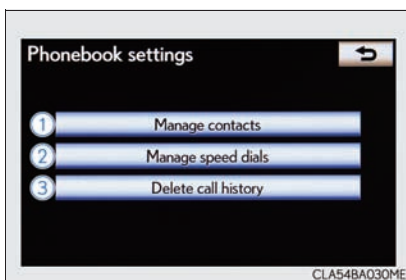 Phonebook settings
1 Manage contacts
2 Manage speed dials
3 Delete call history
CLA54BA030ME